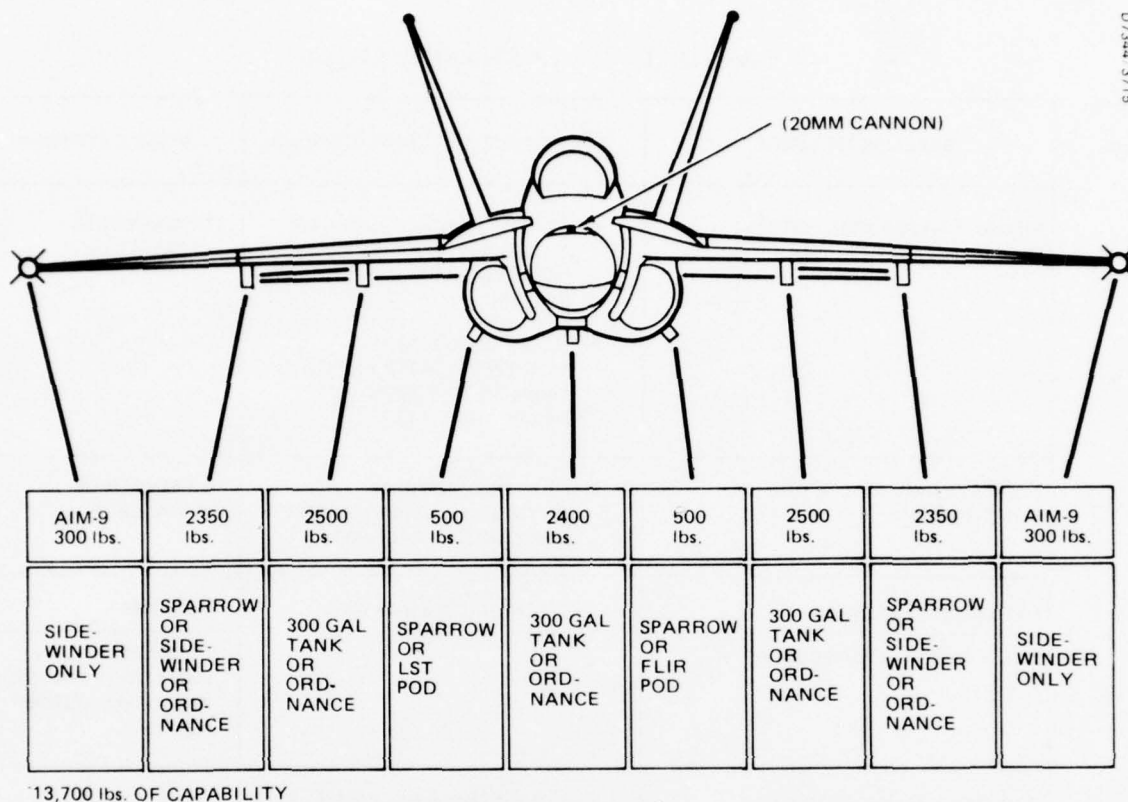 D7344.3715
(20MM CANNON)
AIM-9
300 lbs.
2350
lbs.
2500
lbs.
500
lbs.
2400
lbs.
500
lbs.
2500
lbs.
2350
lbs.
AIM-9
300 lbs.
SIDE-
WINDER
ONLY
SPARROW
OR
SIDE-
WINDER
OR
ORD-
NANCE
300 GAL
TANK
OR
ORD-
NANCE
SPARROW
OR
LST
POD
300 GAL
TANK
OR
ORD-
NANCE
SPARROW
OR
FLIR
POD
300 GAL
TANK
OR
ORD-
NANCE
SPARROW
OR
SIDE-
WINDER
OR
ORD-
NANCE
SIDE-
WINDER
ONLY
13,700 lbs. OF CAPABILITY